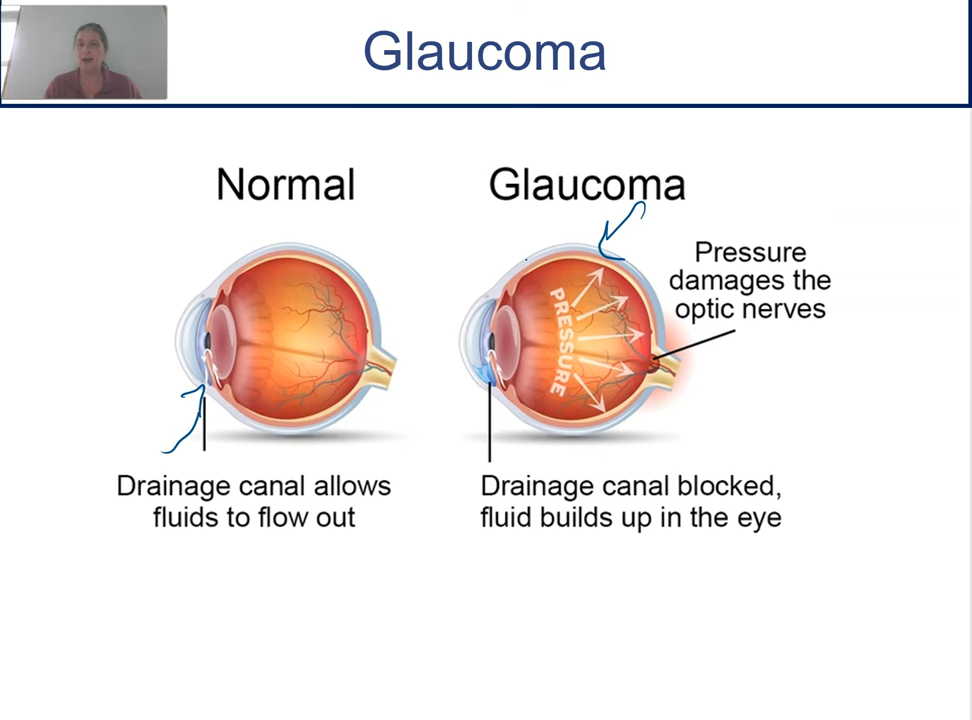 Glaucoma
Normal
Glaucoma
Pressure
damages the
optic nerves
PRESSURE
Drainage canal allows
fluids to flow out
Drainage canal blocked,
fluid builds up in the eye